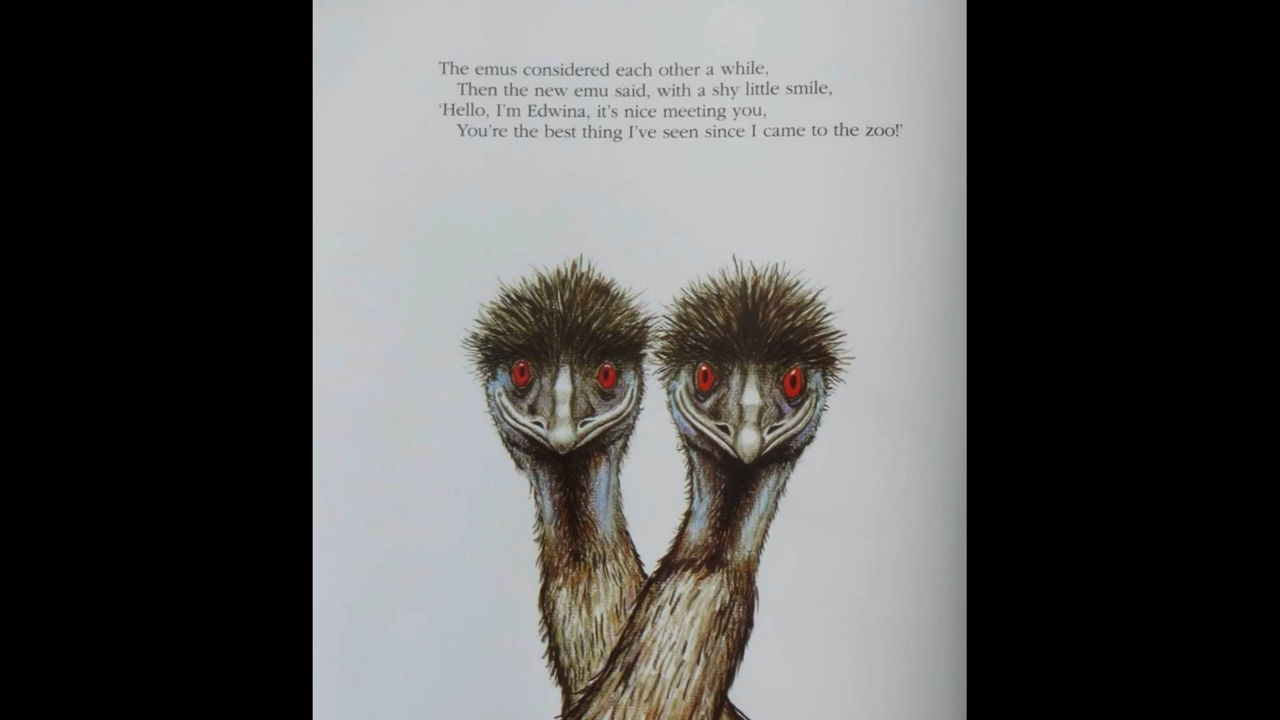 The emus considered each other a while,
Then the new emu said, with a shy little smile,
‘Hello, I'm Edwina, it's nice meeting you,
You're the best thing I've seen since I came to the zoo!’